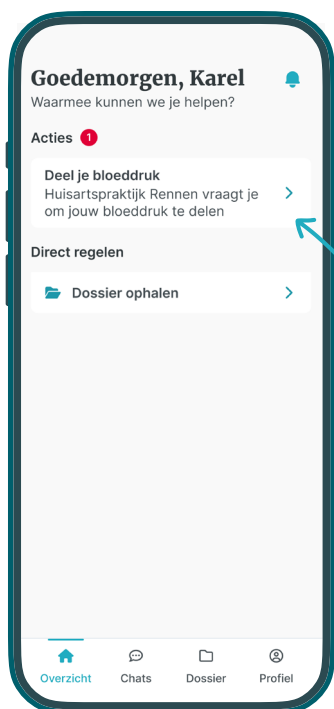 Goedemorgen, Karel
Waarmee kunnen we je helpen?
Acties 1
Deel je bloeddruk
Huisartspraktijk Rennen vraagt je
om jouw bloeddruk te delen
Direct regelen
Dossier ophalen
Overzicht Chats Dossier Profiel